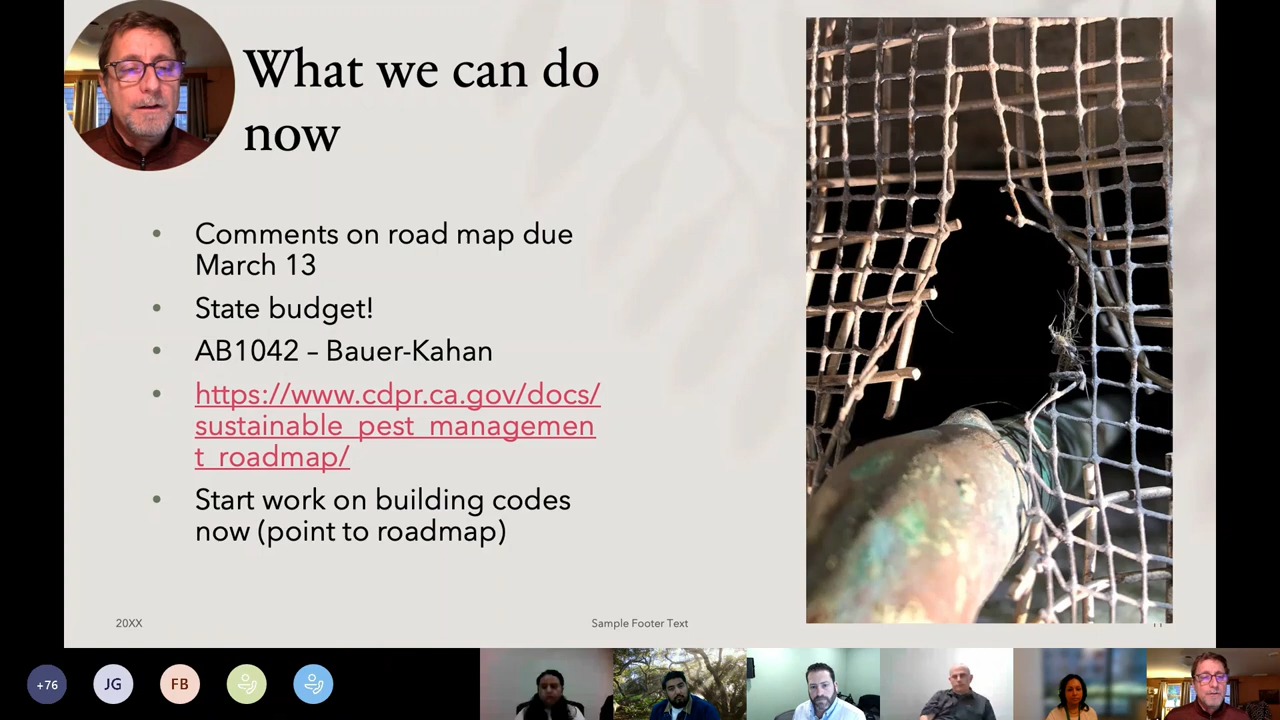 What we can do
now
Comments on road map due
March 13
State budget!
AB1042 – Bauer-Kahan
https://www.cdpr.ca.gov/docs/
sustainable_pest_managemen
t_roadmap/
Start work on building codes
now (point to roadmap)
20XX
Sample Footer Text
+76
JG
FB